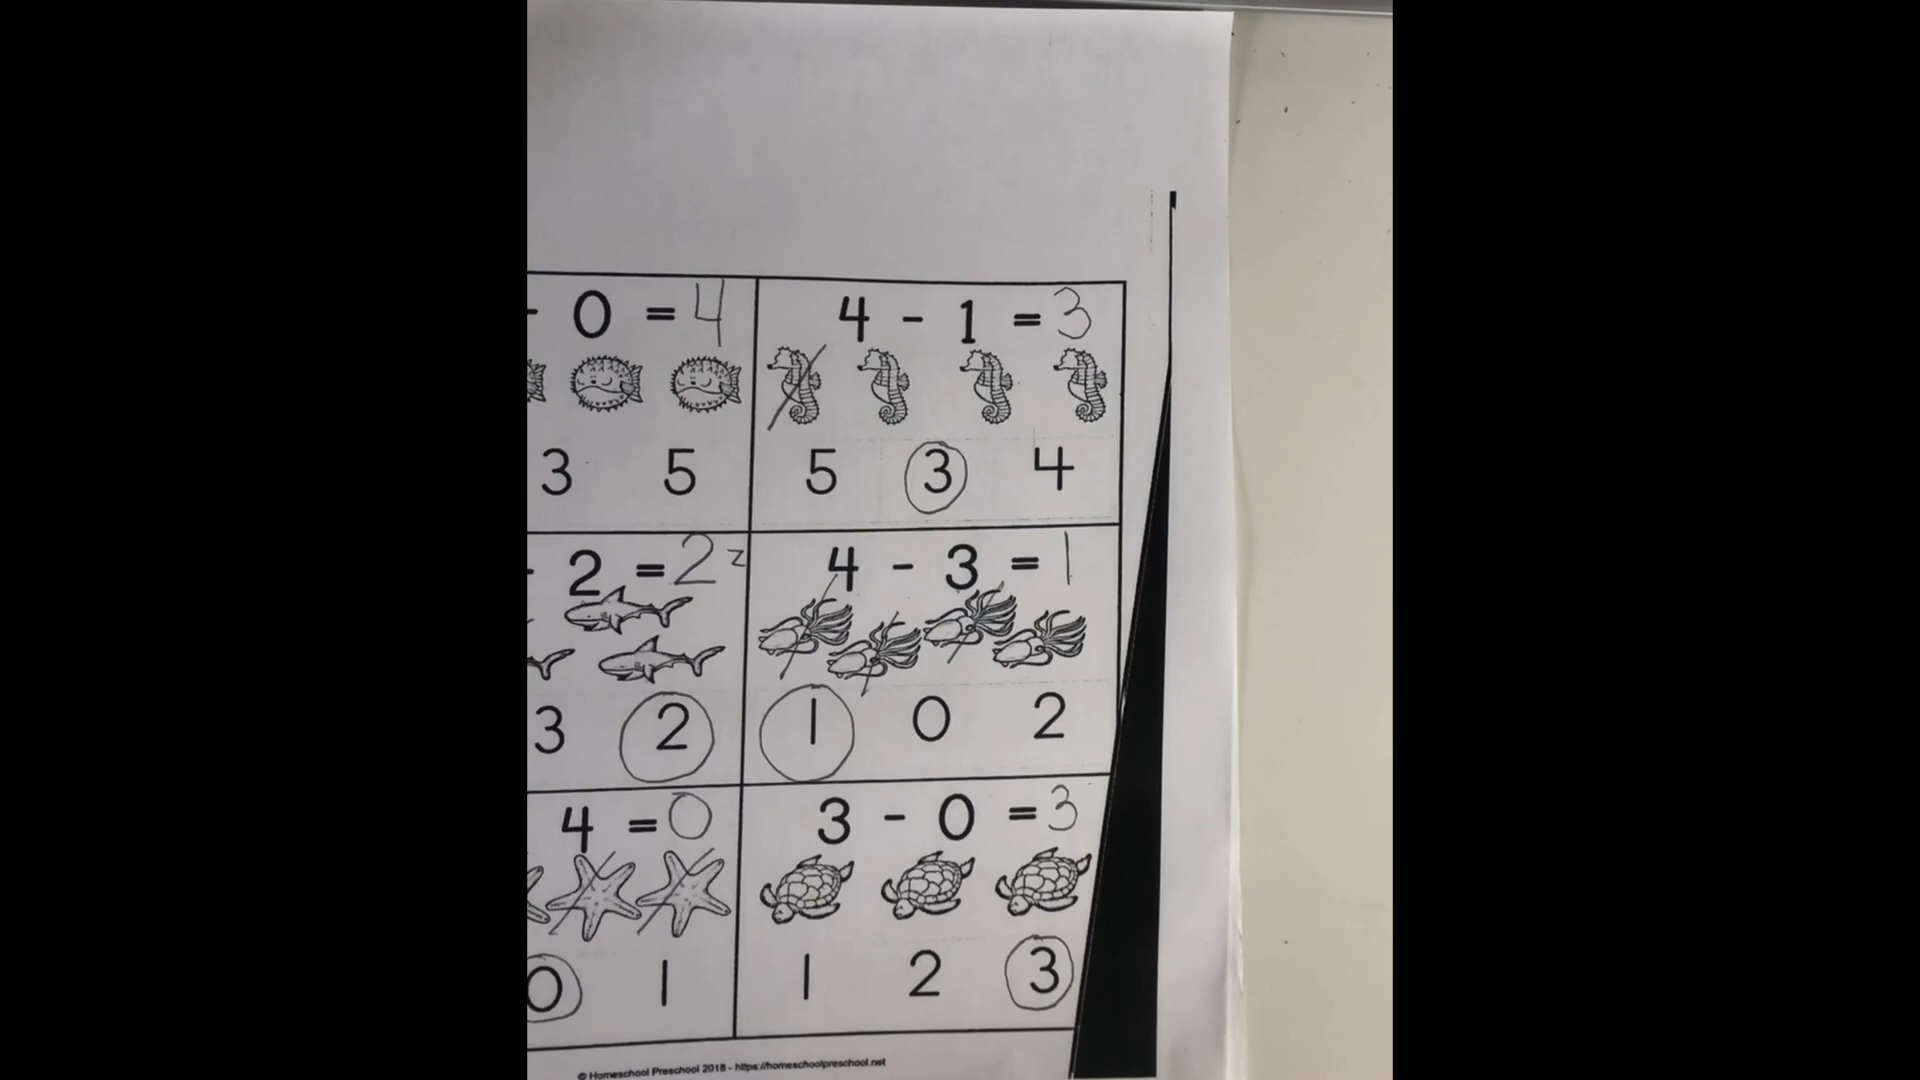 - 0 = 4
3 5
4 - 1 = 3
5 3 4
- 2 = 2 2
3 2
4 - 3 = 1
1 0 2
4 = 0
0 1
3 - 0 = 3
1 2 3
© Homeschool Preschool 2018 - https://homeschoolpreschool.net